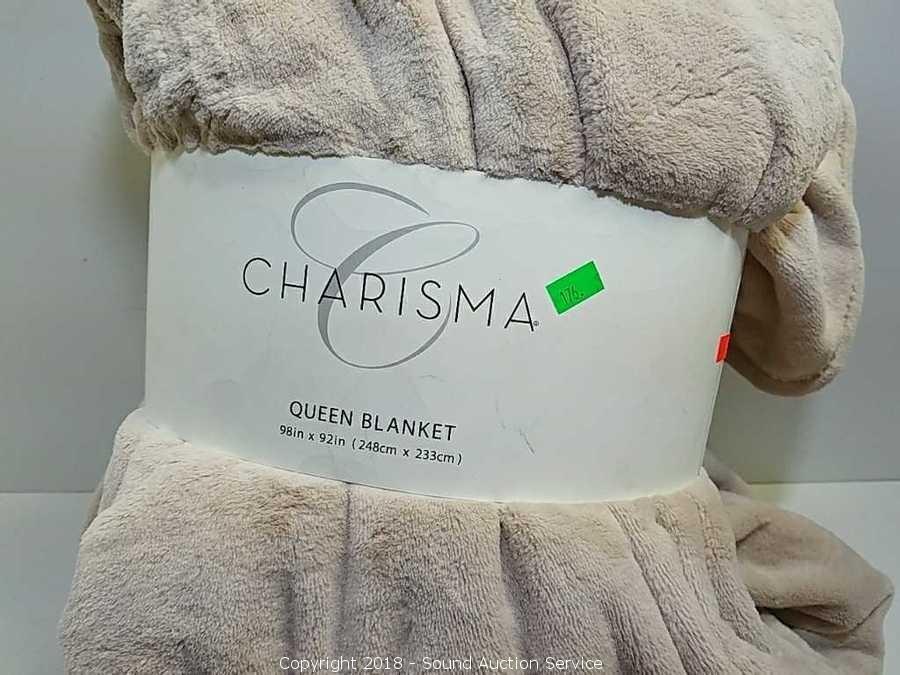 C
CHARISMA®
176.
QUEEN BLANKET
98in x 92in (248cm x 233cm)
Copyright 2018 - Sound Auction Service